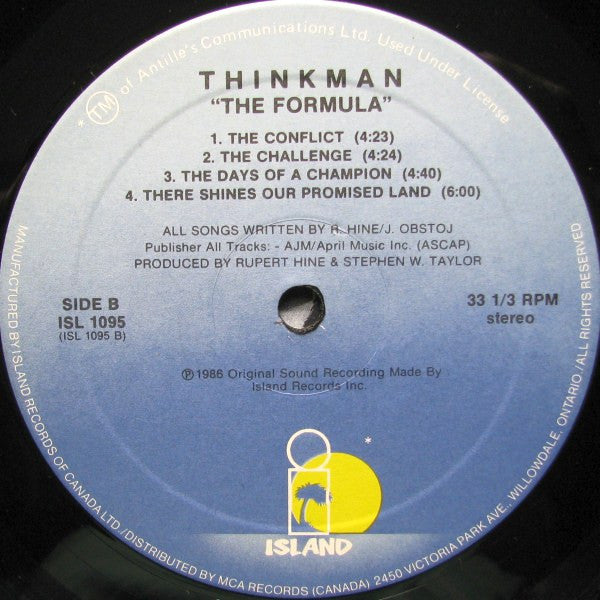 * TM of Antille's Communications Ltd. Used Under License
THINKMAN
“THE FORMULA”
1. THE CONFLICT (4:23)
2. THE CHALLENGE (4:24)
3. THE DAYS OF A CHAMPION (4:40)
4. THERE SHINES OUR PROMISED LAND (6:00)
ALL SONGS WRITTEN BY R. HINE/J. OBSTOJ
Publisher All Tracks: - AJM/April Music Inc. (ASCAP)
PRODUCED BY RUPERT HINE & STEPHEN W. TAYLOR
SIDE B
ISL 1095
(ISL 1095 B)
33 1/3 RPM
stereo
℗ 1986 Original Sound Recording Made By
Island Records Inc.
*
ISLAND
MANUFACTURED BY ISLAND RECORDS OF CANADA LTD./DISTRIBUTED BY MCA RECORDS (CANADA) 2450 VICTORIA PARK AVE., WILLOWDALE, ONTARIO./ALL RIGHTS RESERVED